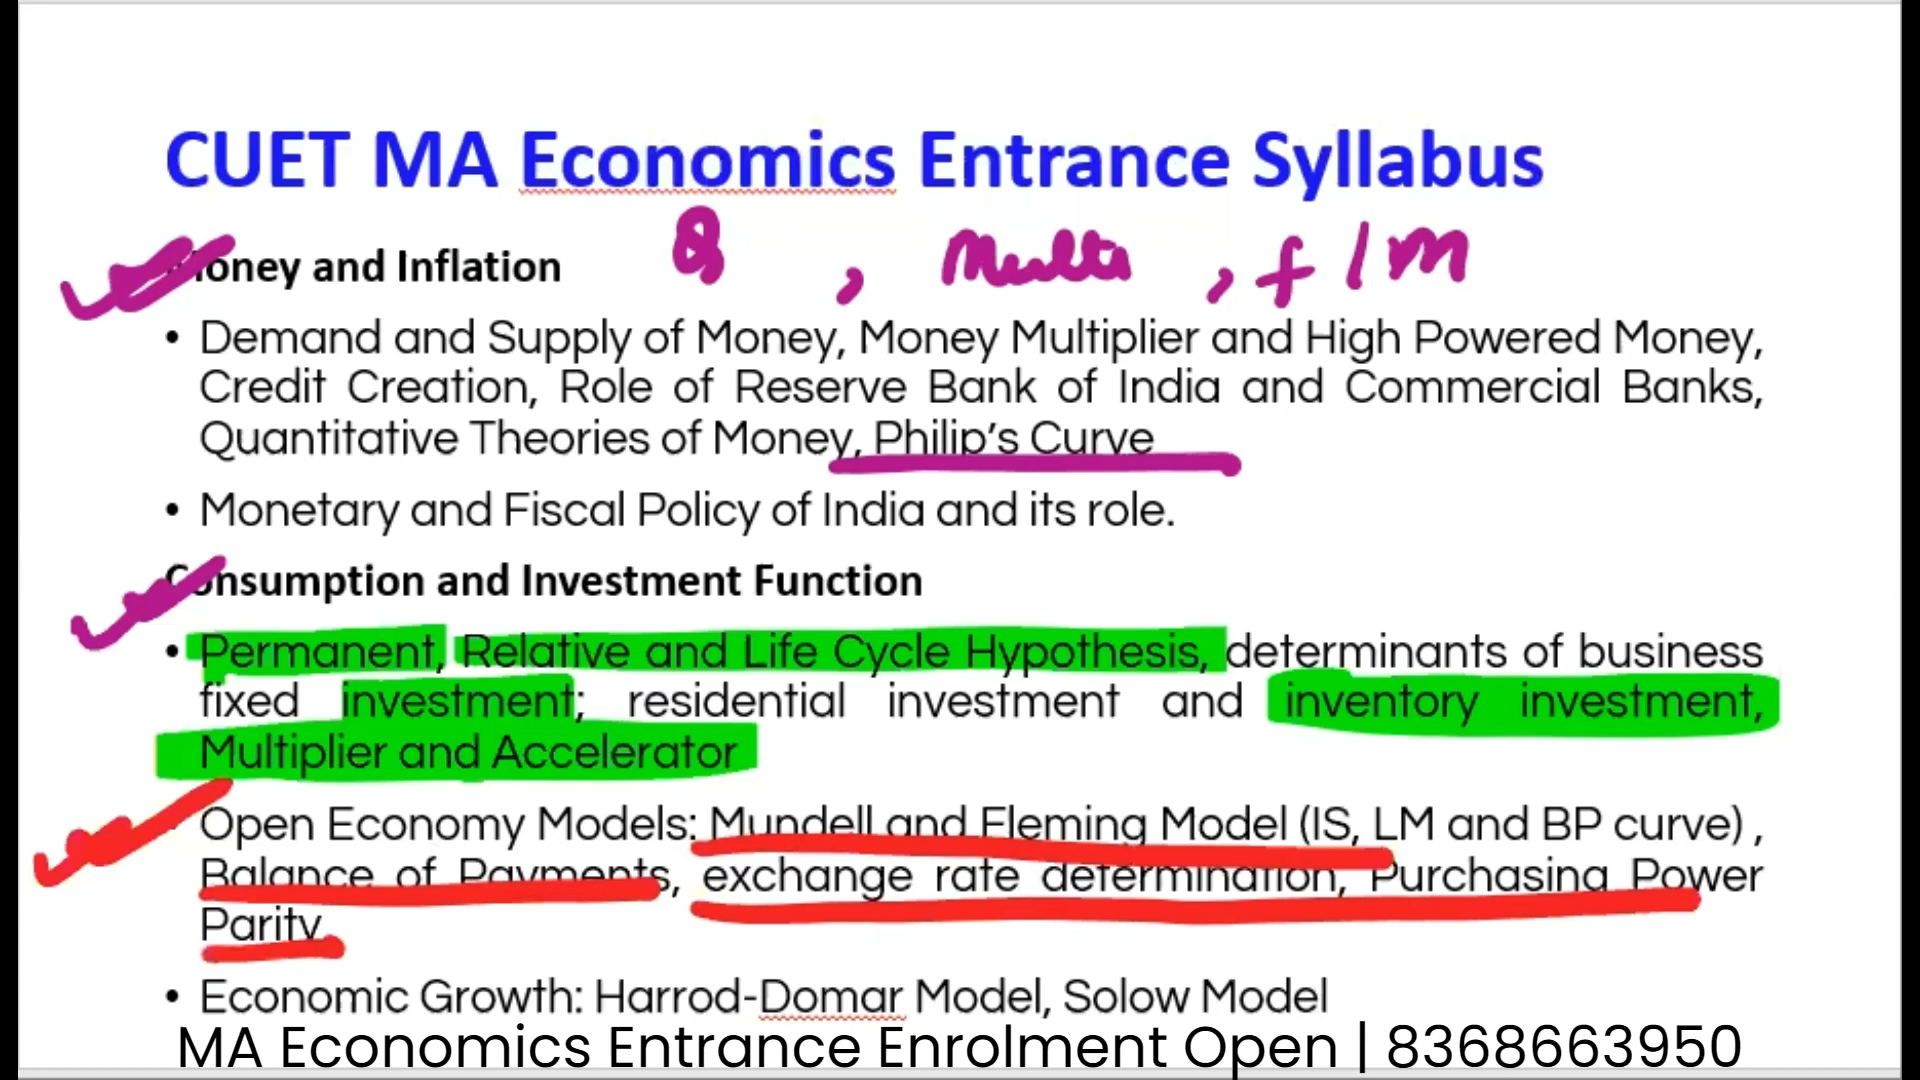 CUET MA Economics Entrance Syllabus
Money and Inflation , Multi , f / m
• Demand and Supply of Money, Money Multiplier and High Powered Money,
Credit Creation, Role of Reserve Bank of India and Commercial Banks,
Quantitative Theories of Money, Philip's Curve
• Monetary and Fiscal Policy of India and its role.
Consumption and Investment Function
• Permanent, Relative and Life Cycle Hypothesis, determinants of business
fixed investment; residential investment and inventory investment,
Multiplier and Accelerator
Open Economy Models: Mundell and Fleming Model (IS, LM and BP curve) ,
Balance of Payments, exchange rate determination, Purchasing Power
Parity
• Economic Growth: Harrod-Domar Model, Solow Model
MA Economics Entrance Enrolment Open | 8368663950